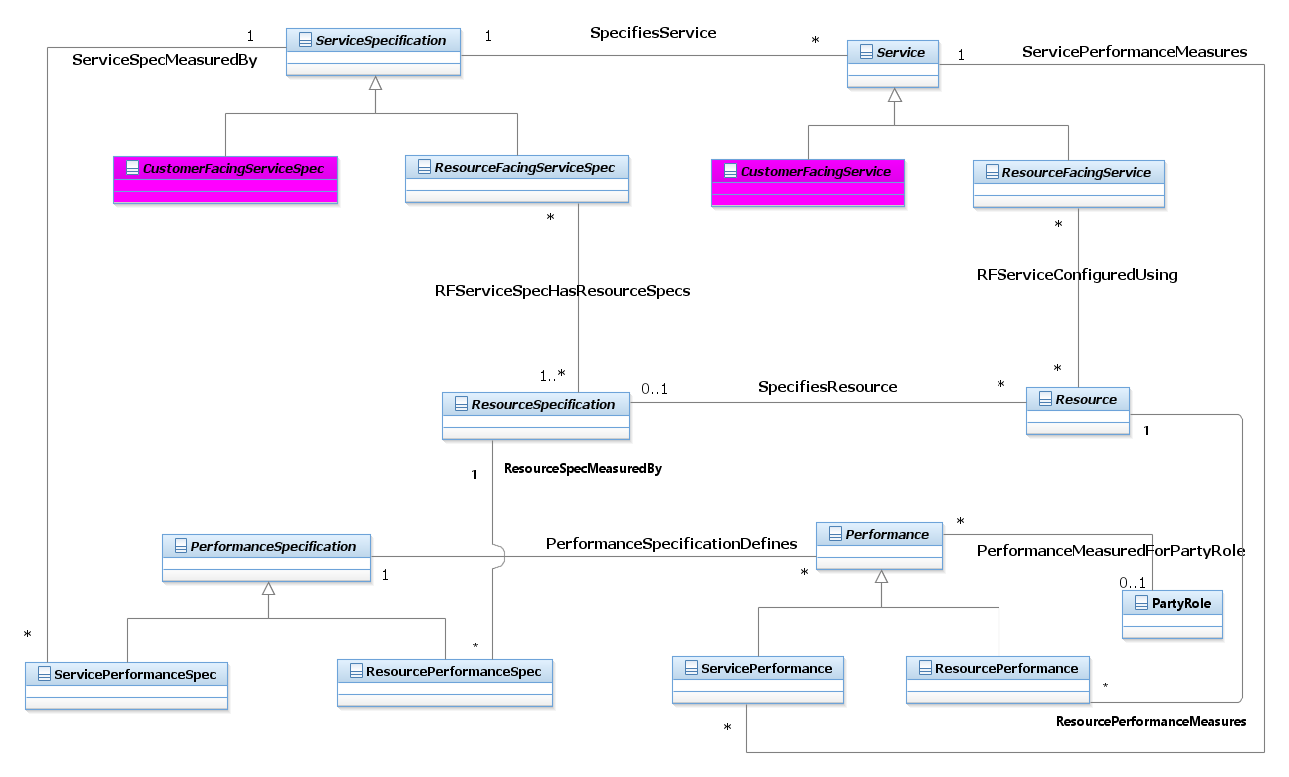 1
ServiceSpecification
1
SpecifiesService
*
Service
1
ServicePerformanceMeasures
ServiceSpecMeasuredBy
CustomerFacingServiceSpec
ResourceFacingServiceSpec
CustomerFacingService
ResourceFacingService
*
*
RFServiceSpecHasResourceSpecs
RFServiceConfiguredUsing
1..*
*
ResourceSpecification
0..1
SpecifiesResource
*
Resource
1
1
ResourceSpecMeasuredBy
PerformanceSpecification
1
PerformanceSpecificationDefines
*
Performance
*
PerformanceMeasuredForPartyRole
0..1
PartyRole
*
ServicePerformanceSpec
*
ResourcePerformanceSpec
ServicePerformance
ResourcePerformance
*
*
ResourcePerformanceMeasures